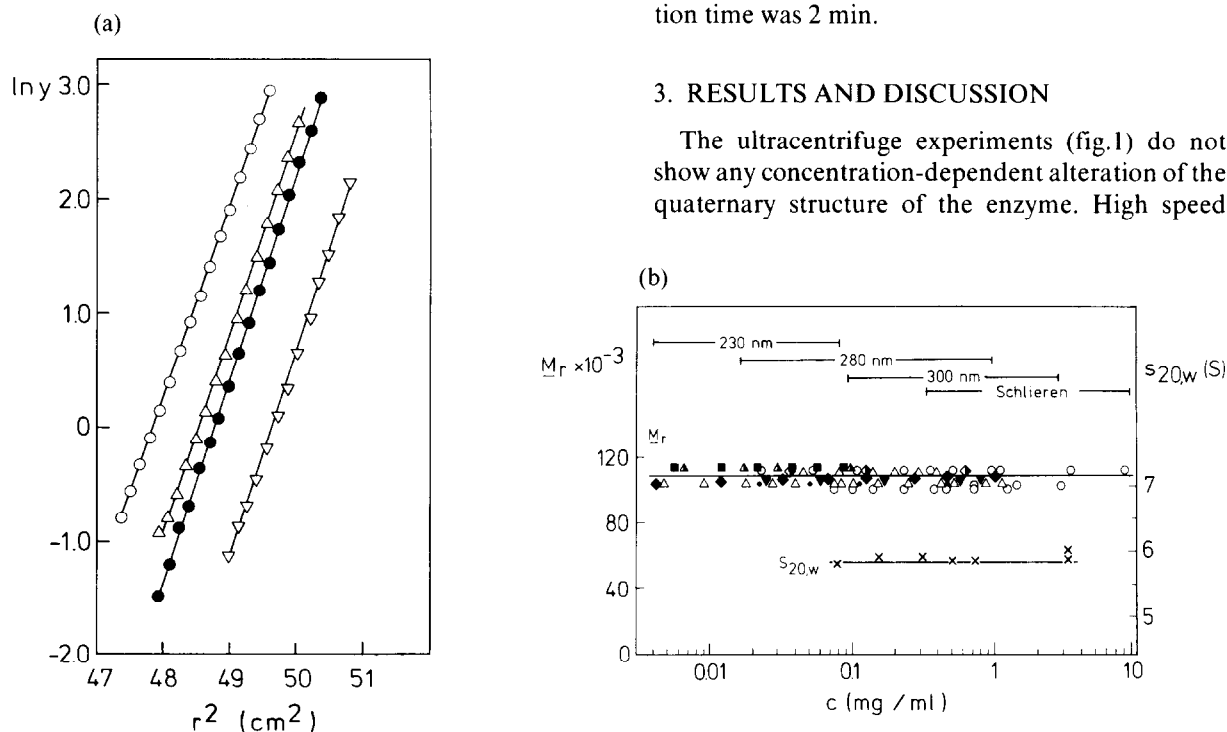 (a)
ln y 3.0
2.0
1.0
0
-1.0
-2.0
47 48 49 50 51
r² (cm²)
tion time was 2 min.
3. RESULTS AND DISCUSSION
The ultracentrifuge experiments (fig.1) do not
show any concentration-dependent alteration of the
quaternary structure of the enzyme. High speed
(b)
230 nm
280 nm
300 nm
Schlieren
Mr ×10⁻³
s20,w (S)
Mr
120
80
40
0
7
6
5
S20,w
0.01 0.1 1 10
c (mg / ml)